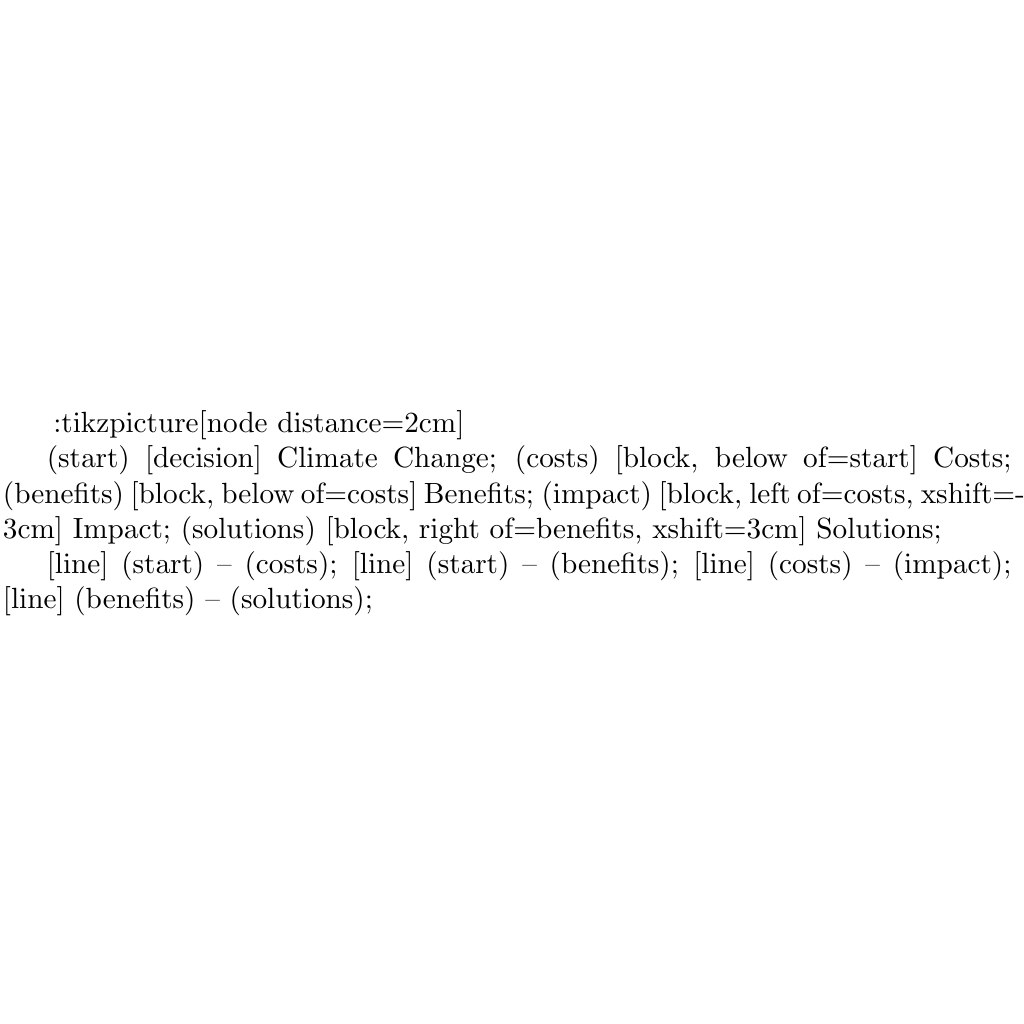 :tikzpicture[node distance=2cm]
(start) [decision] Climate Change; (costs) [block, below of=start] Costs;
(benefits) [block, below of=costs] Benefits; (impact) [block, left of=costs, xshift=-
3cm] Impact; (solutions) [block, right of=benefits, xshift=3cm] Solutions;
[line] (start) – (costs); [line] (start) – (benefits); [line] (costs) – (impact);
[line] (benefits) – (solutions);